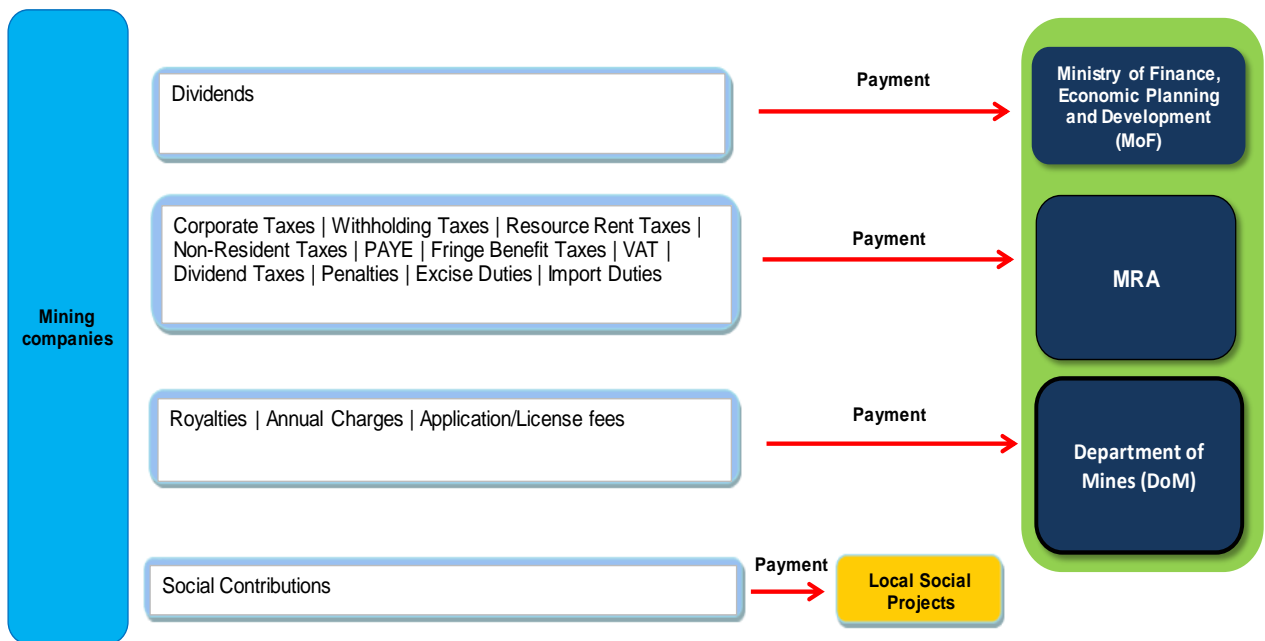 Mining
companies
Dividends
Payment
Ministry of Finance,
Economic Planning
and Development
(MoF)
Corporate Taxes | Withholding Taxes | Resource Rent Taxes |
Non-Resident Taxes | PAYE | Fringe Benefit Taxes | VAT |
Dividend Taxes | Penalties | Excise Duties | Import Duties
Payment
MRA
Royalties | Annual Charges | Application/License fees
Payment
Department of
Mines (DoM)
Social Contributions
Payment
Local Social
Projects